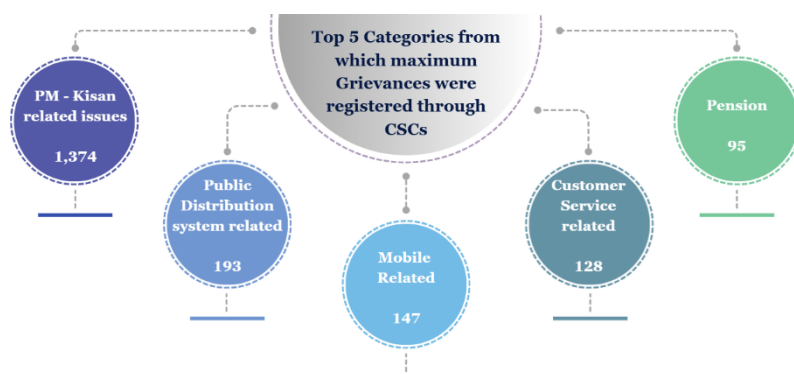 Top 5 Categories from
which maximum
Grievances were
registered through
CSCs
PM - Kisan
related issues
1,374
Public
Distribution
system related
193
Mobile
Related
147
Customer
Service
related
128
Pension
95